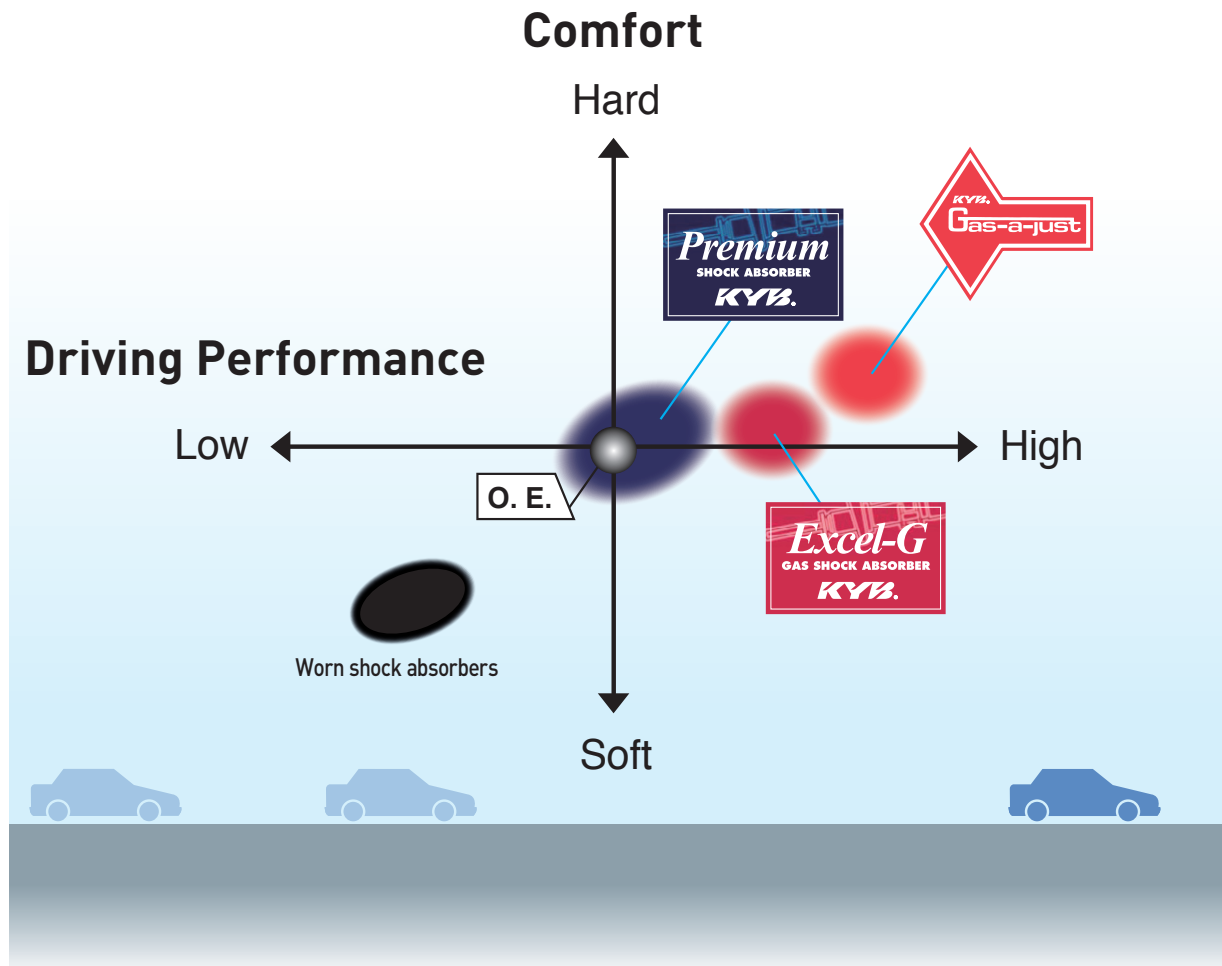 Comfort
Hard
KYB.
Gas-a-just
Premium
SHOCK ABSORBER
KYB.
Driving Performance
Low
High
O. E.
Excel-G
GAS SHOCK ABSORBER
KYB.
Worn shock absorbers
Soft